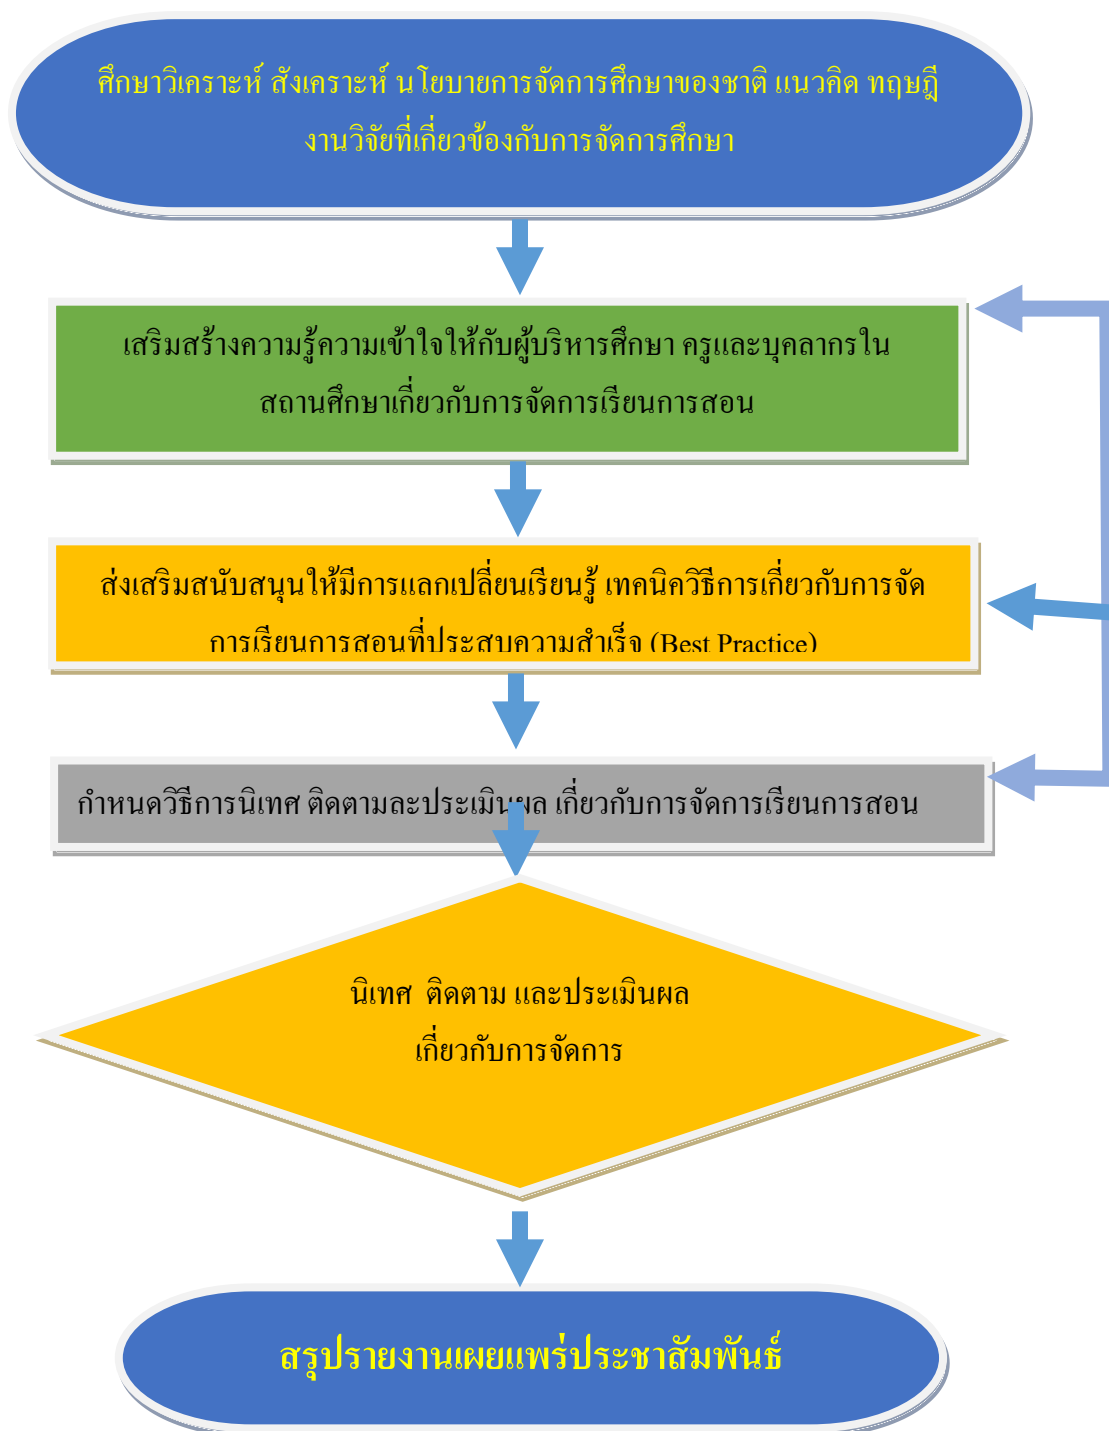 ศึกษาวิเคราะห์ สังเคราะห์ นโยบายการจัดการศึกษาของชาติ แนวคิด ทฤษฎี
งานวิจัยที่เกี่ยวข้องกับการจัดการศึกษา
เสริมสร้างความรู้ความเข้าใจให้กับผู้บริหารศึกษา ครูและบุคลากรใน
สถานศึกษาเกี่ยวกับการจัดการเรียนการสอน
ส่งเสริมสนับสนุนให้มีการแลกเปลี่ยนเรียนรู้ เทคนิควิธีการเกี่ยวกับการจัด
การเรียนการสอนที่ประสบความสำเร็จ (Best Practice)
กำหนดวิธีการนิเทศ ติดตามละประเมินผล เกี่ยวกับการจัดการเรียนการสอน
นิเทศ  ติดตาม และประเมินผล
เกี่ยวกับการจัดการ
สรุปรายงานเผยแพร่ประชาสัมพันธ์